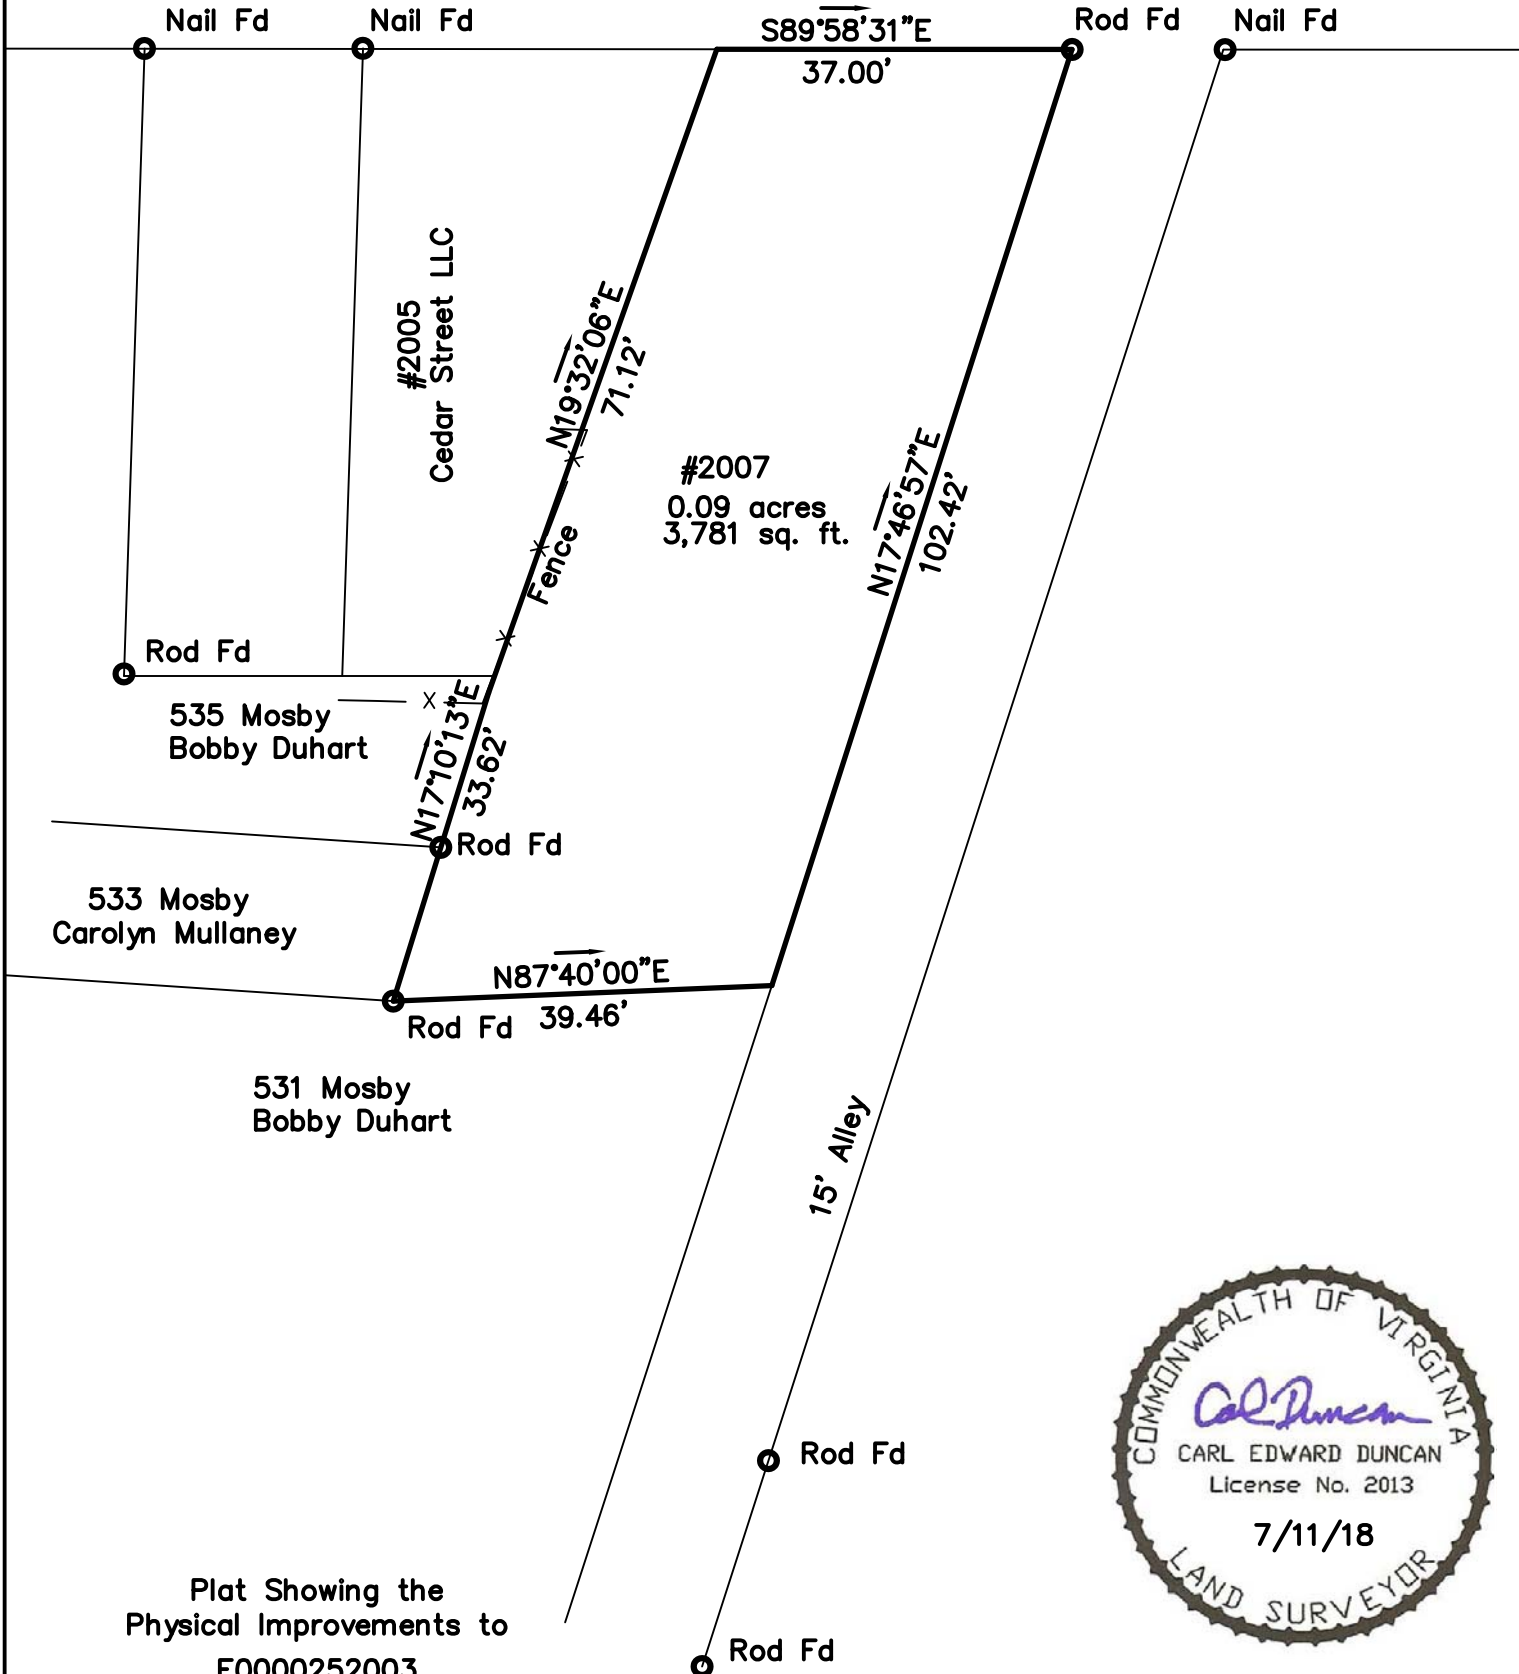 Nail Fd
Nail Fd
S89°58'31"E
37.00'
Rod Fd
Nail Fd
#2005
Cedar Street LLC
N19°32'06"E
71.12'
Fence
#2007
0.09 acres
3,781 sq. ft.
N17°46'57"E
102.42'
Rod Fd
535 Mosby
Bobby Duhart
N17°10'13"E
33.62'
Rod Fd
533 Mosby
Carolyn Mullaney
N87°40'00"E
39.46'
Rod Fd
531 Mosby
Bobby Duhart
15' Alley
Rod Fd
COMMONWEALTH OF VIRGINIA
Carl Duncan
CARL EDWARD DUNCAN
License No. 2013
7/11/18
LAND SURVEYOR
Plat Showing the
Physical Improvements to
E0000252003
Rod Fd